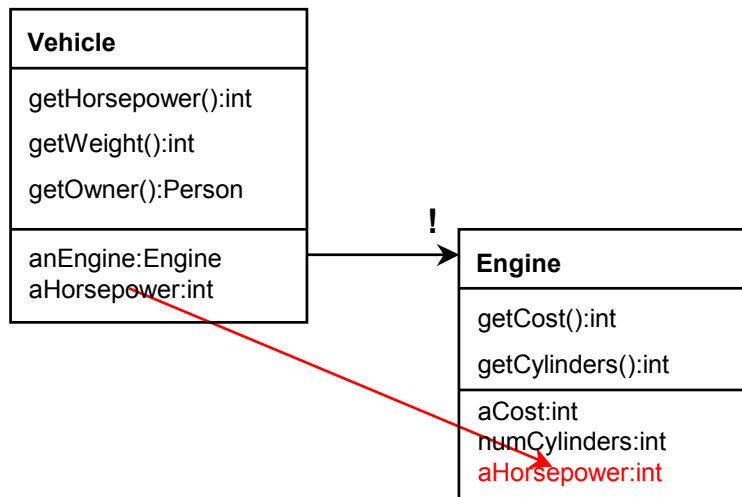 Vehicle
getHorsepower():int
getWeight():int
getOwner():Person
anEngine:Engine
aHorsepower:int
!
Engine
getCost():int
getCylinders():int
aCost:int
numCylinders:int
aHorsepower:int